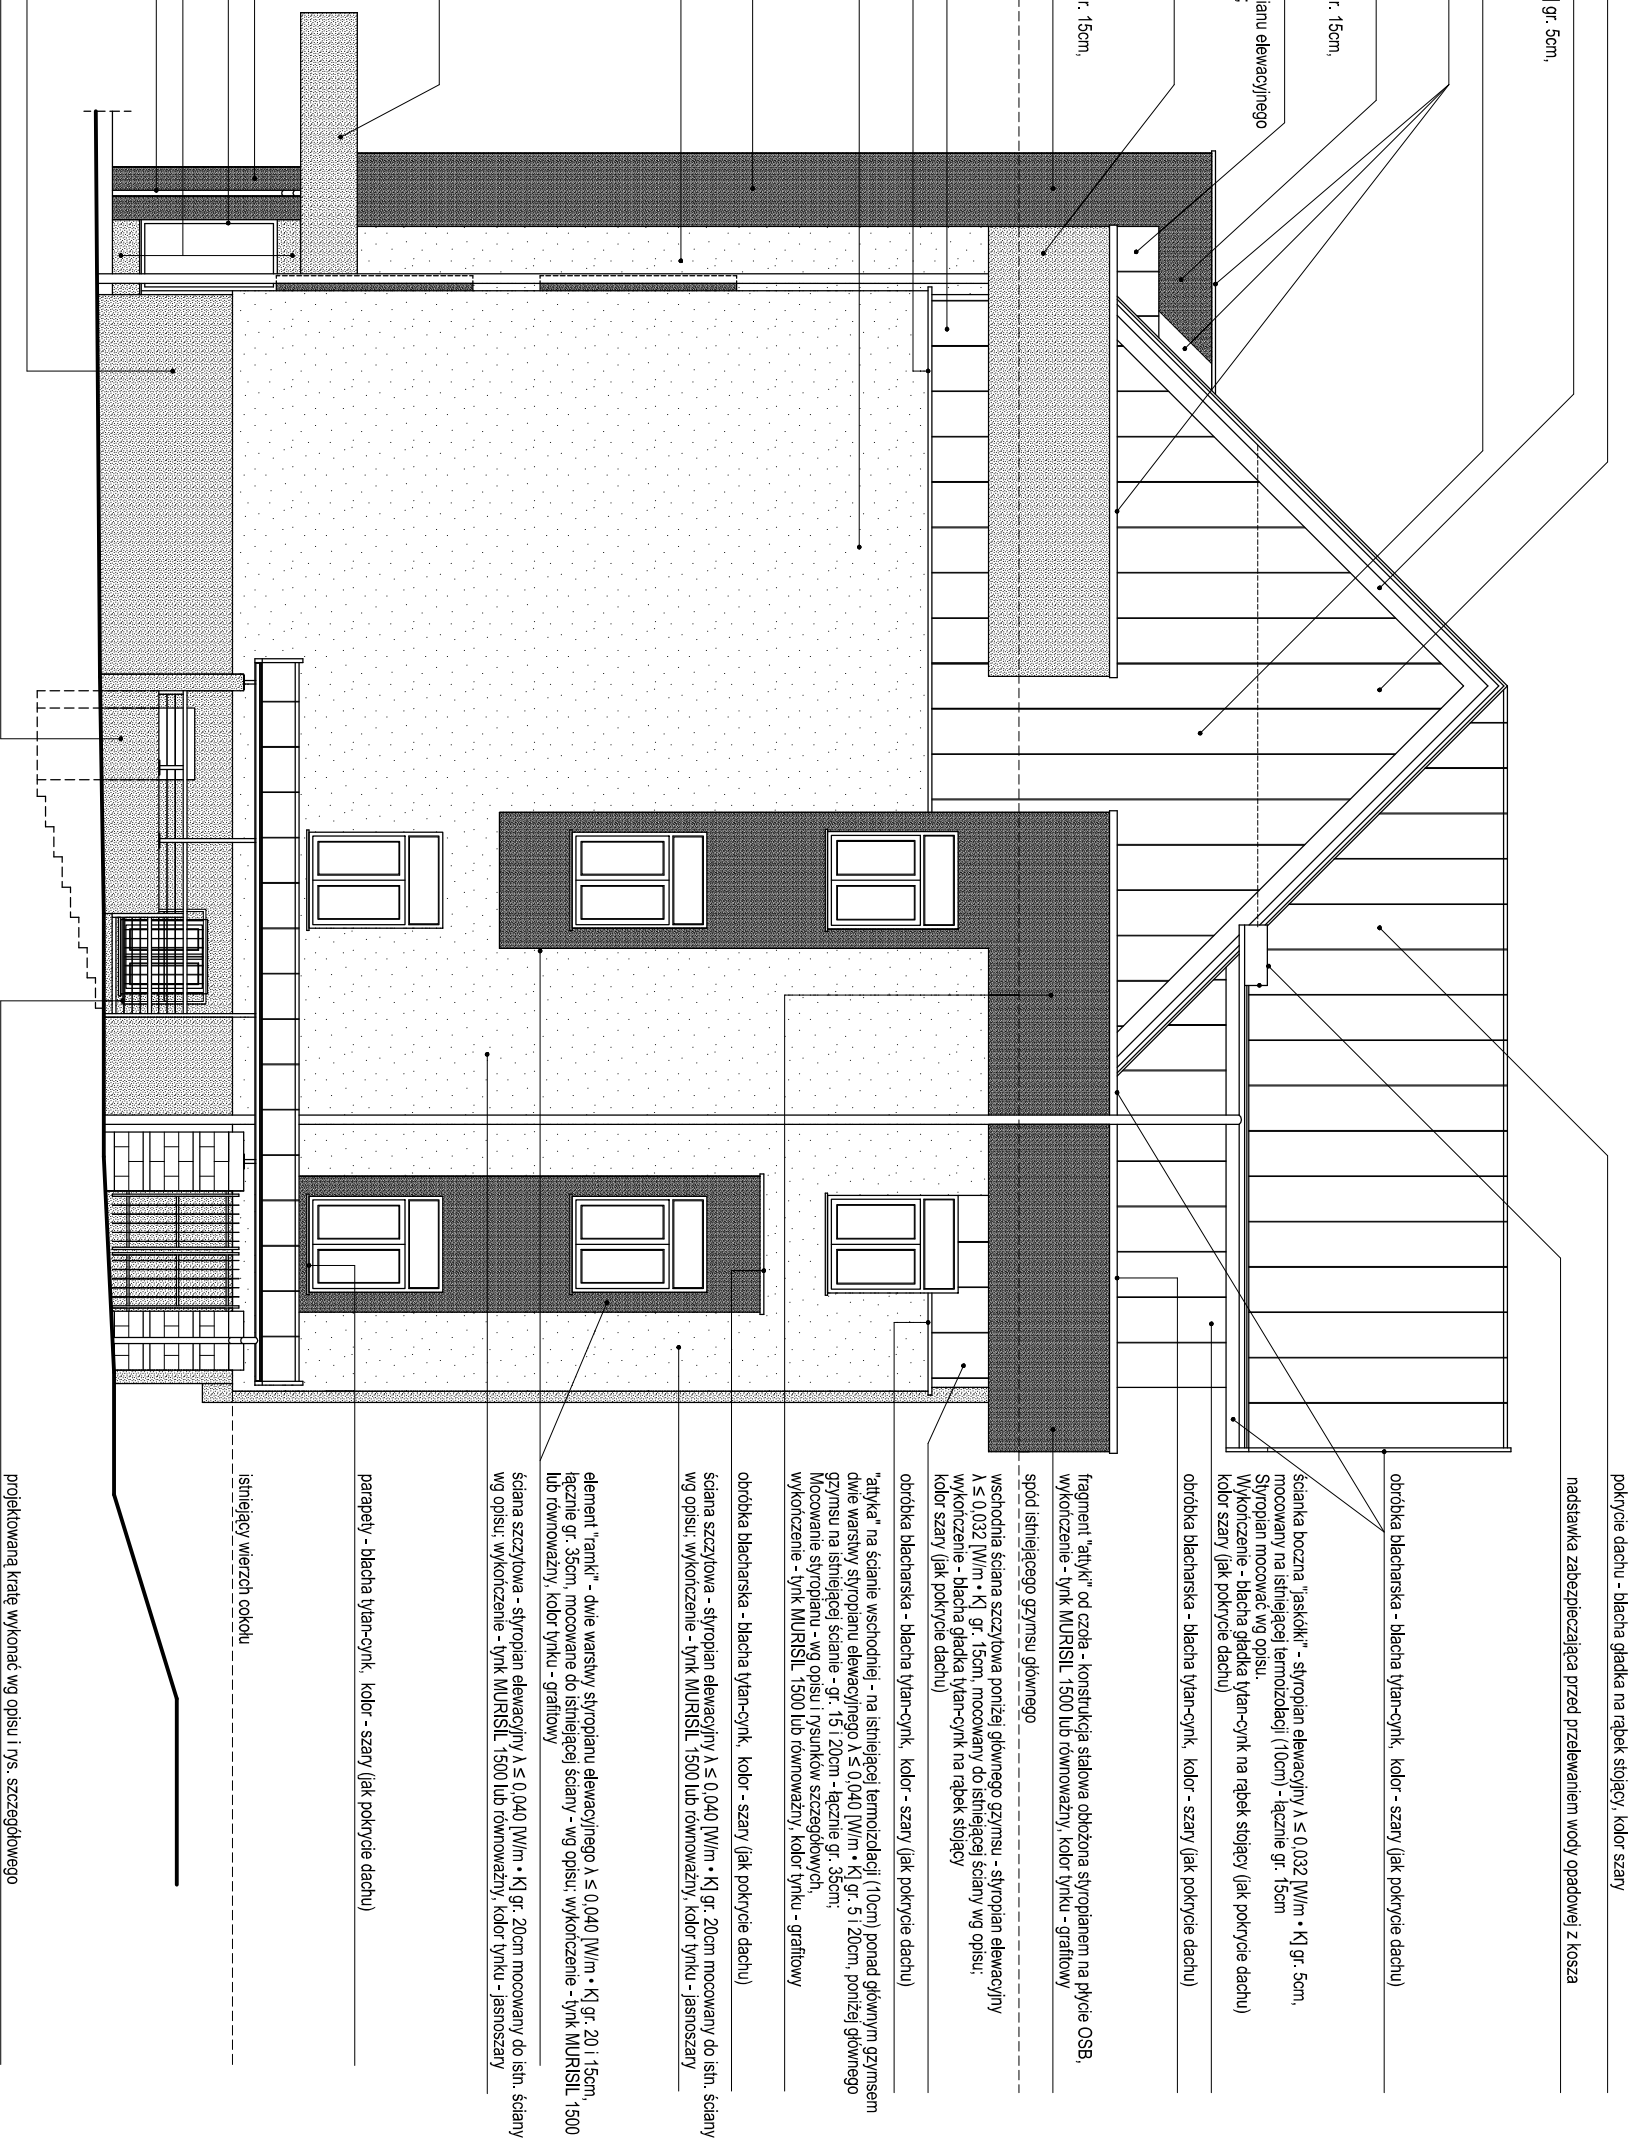 pokrycie dachu - blacha gładka na rąbek stojący, kolor szary
nadstawka zabezpieczająca przed przelewaniem wody opadowej z kosza
] gr. 5cm,
obróbka blacharska - blacha tytan-cynk, kolor - szary (jak pokrycie dachu)
r. 15cm,
ścianka boczna "jaskółki" - styropian elewacyjny λ ≤ 0,032 [W/m • K] gr. 5cm,
mocowany na istniejącej termoizolacji (10cm) - łącznie gr. 15cm
Styropian mocować wg opisu.
Wykończenie - blacha gładka tytan-cynk na rąbek stojący (jak pokrycie dachu)
kolor szary (jak pokrycie dachu)
ianu elewacyjnego
obróbka blacharska - blacha tytan-cynk, kolor - szary (jak pokrycie dachu)
r. 15cm,
fragment "attyki" od czoła - konstrukcja stalowa obłożona styropianem na płycie OSB,
wykończenie - tynk MURISIL 1500 lub równoważny, kolor tynku - grafitowy
spód istniejącego gzymsu głównego
wschodnia ściana szczytowa poniżej głównego gzymsu - styropian elewacyjny
λ ≤ 0,032 [W/m • K] gr. 15cm, mocowany do istniejącej ściany wg opisu;
wykończenie - blacha gładka tytan-cynk na rąbek stojący
kolor szary (jak pokrycie dachu)
obróbka blacharska - blacha tytan-cynk, kolor - szary (jak pokrycie dachu)
"attyka" na ścianie wschodniej - na istniejącej termoizolacji (10cm) ponad głównym gzymsem
dwie warstwy styropianu elewacyjnego λ ≤ 0,040 [W/m • K] gr. 5 i 20cm, poniżej głównego
gzymsu na istniejącej ścianie - gr. 15 i 20cm - łącznie gr. 35cm;
Mocowanie styropianu - wg opisu i rysunków szczegółowych,
wykończenie - tynk MURISIL 1500 lub równoważny, kolor tynku - grafitowy
obróbka blacharska - blacha tytan-cynk, kolor - szary (jak pokrycie dachu)
ściana szczytowa - styropian elewacyjny λ ≤ 0,040 [W/m • K] gr. 20cm mocowany do istn. ściany
wg opisu; wykończenie - tynk MURISIL 1500 lub równoważny, kolor tynku - jasnoszary
element "ramki" - dwie warstwy styropianu elewacyjnego λ ≤ 0,040 [W/m • K] gr. 20 i 15cm,
łącznie gr. 35cm, mocowane do istniejącej ściany - wg opisu; wykończenie - tynk MURISIL 1500
lub równoważny, kolor tynku - grafitowy
ściana szczytowa - styropian elewacyjny λ ≤ 0,040 [W/m • K] gr. 20cm mocowany do istn. ściany
wg opisu; wykończenie - tynk MURISIL 1500 lub równoważny, kolor tynku - jasnoszary
parapety - blacha tytan-cynk, kolor - szary (jak pokrycie dachu)
istniejący wierzch cokołu
projektowaną kratę wykonać wg opisu i rys. szczegółowego